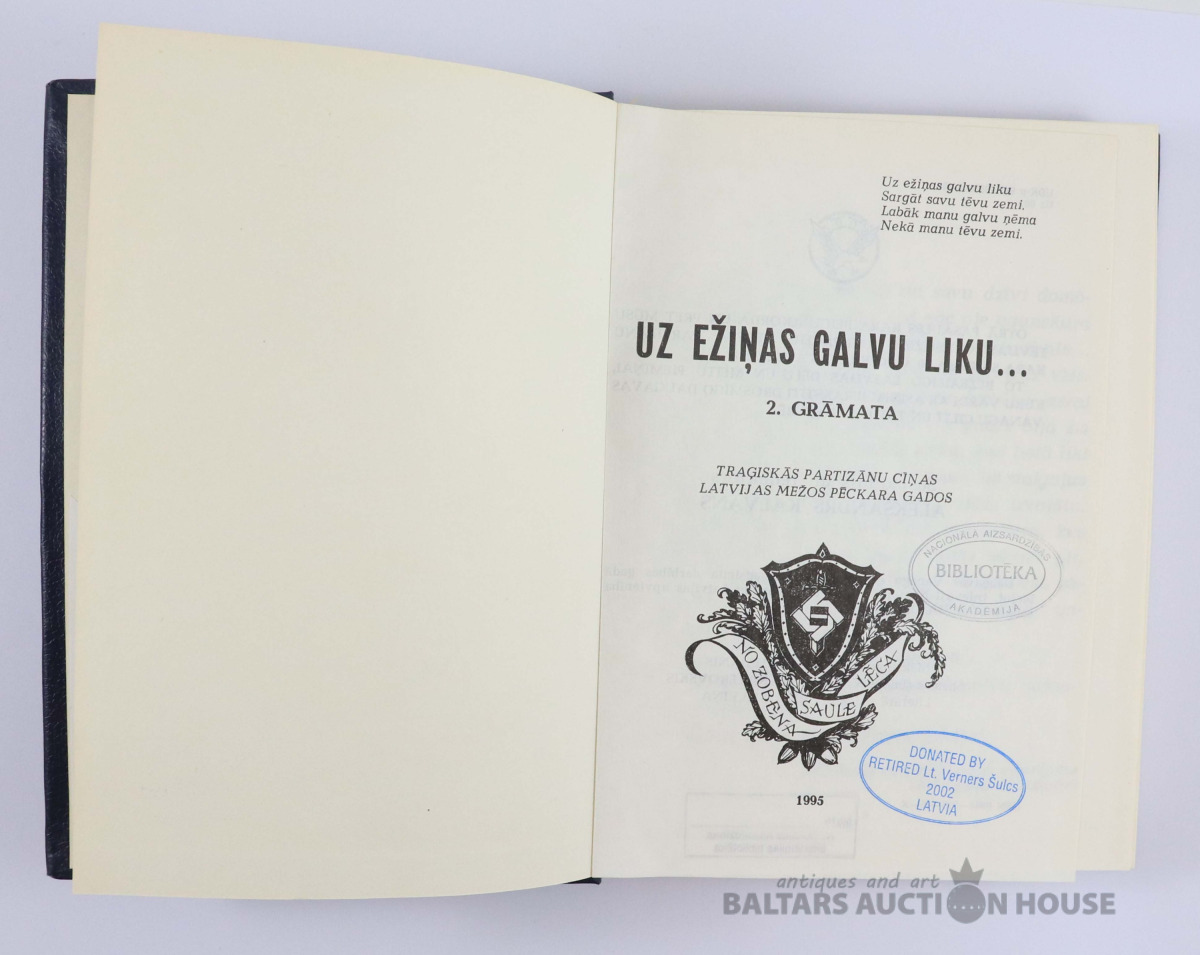 Uz ežiņas galvu liku
Sargāt savu tēvu zemi.
Labāk manu galvu ņēma
Nekā manu tēvu zemi.
UZ EŽIŅAS GALVU LIKU...
2. GRĀMATA
TRAĢISKĀS PARTIZĀNU CĪŅAS
LATVIJAS MEŽOS PĒCKARA GADOS
NACIONĀLĀ AIZSARDZĪBAS
BIBLIOTĒKA
AKADĒMIJA
NO ZOBENA
SAULE
LĒCA
DONATED BY
RETIRED Lt. Verners Šulcs
2002
LATVIA
1995
antiques and art
BALTARS AUCTION HOUSE